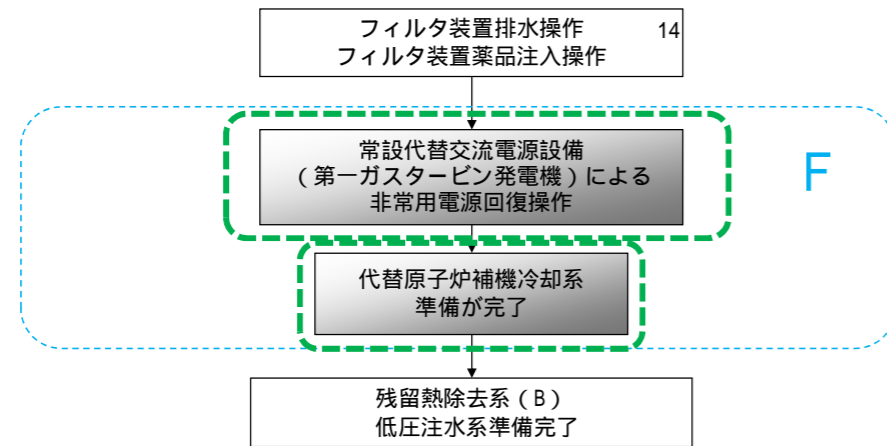 フィルタ装置排水操作 14
フィルタ装置薬品注入操作
常設代替交流電源設備
（第一ガスタービン発電機）による
非常用電源回復操作
F
代替原子炉補機冷却系
準備が完了
残留熱除去系（B）
低圧注水系準備完了